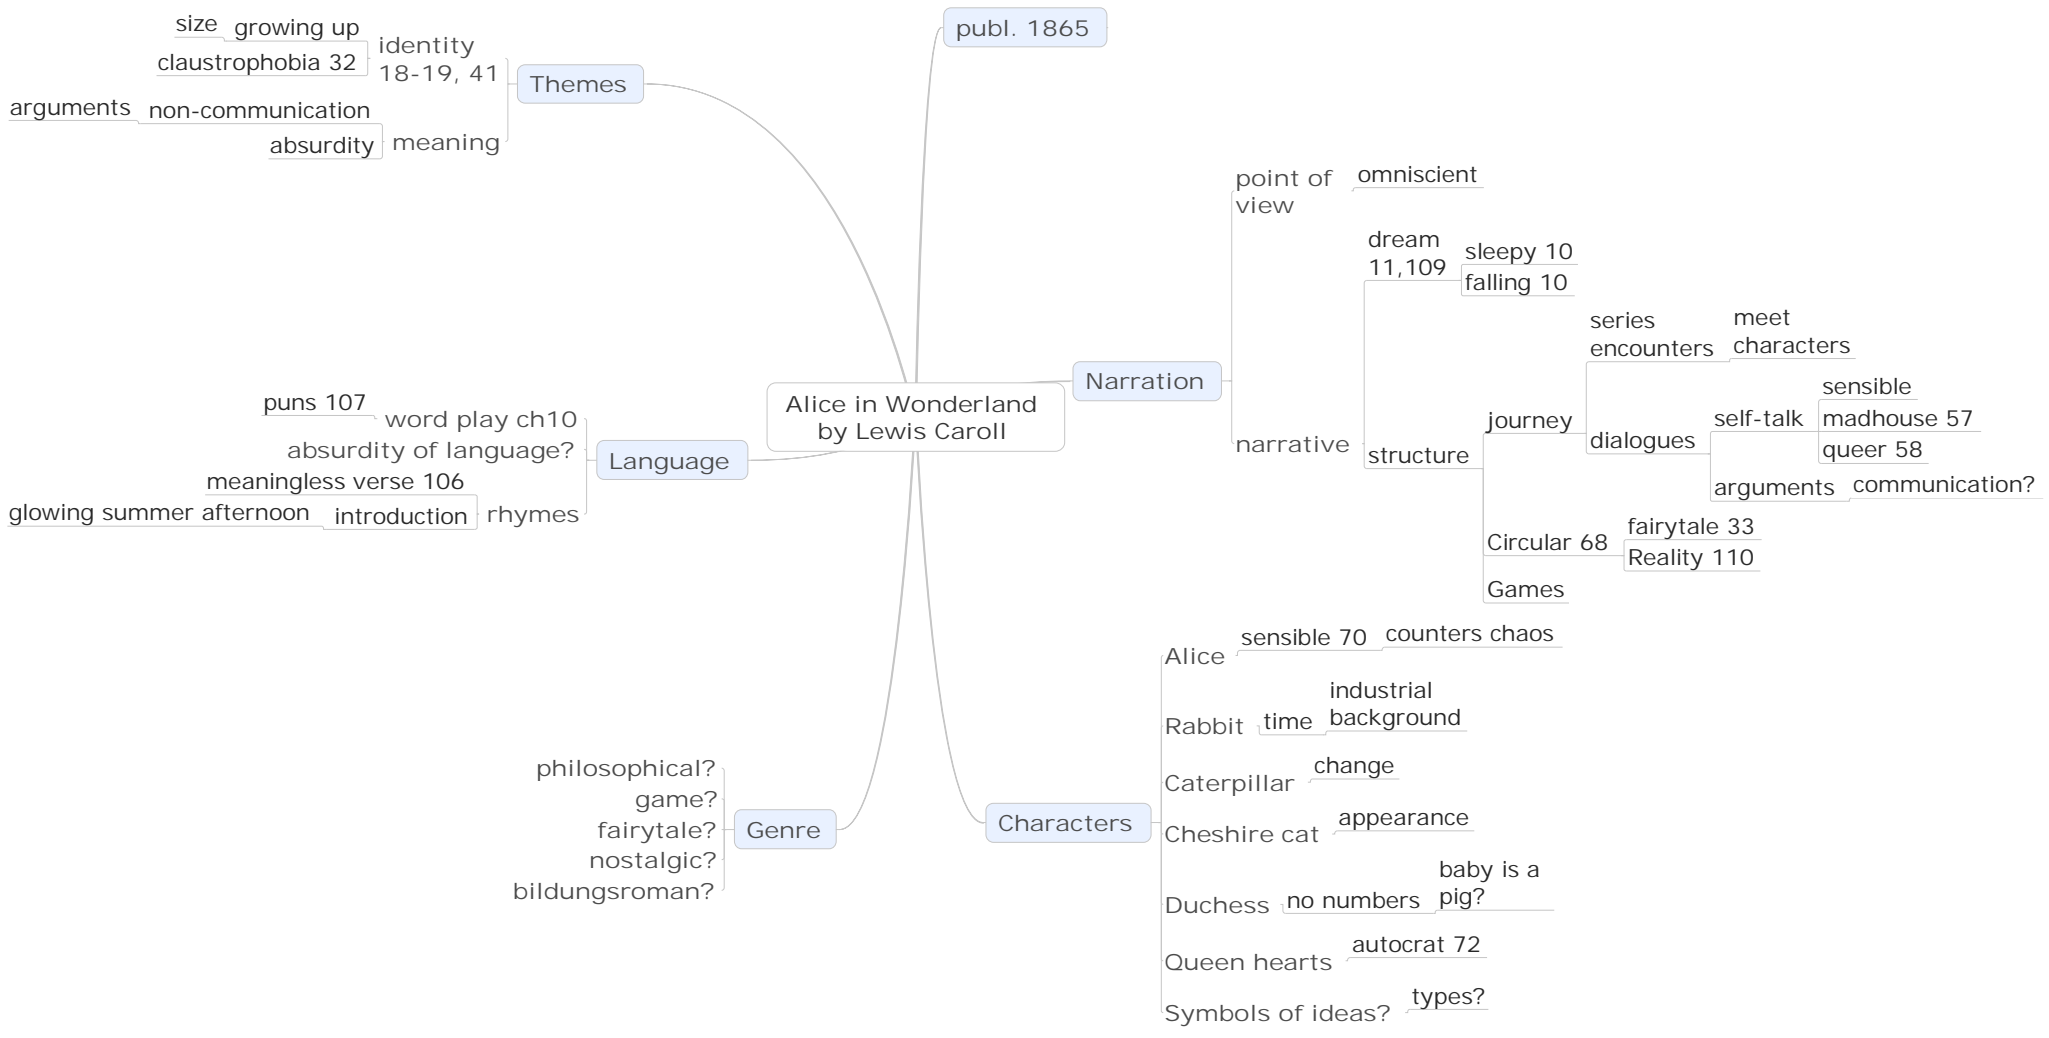 publ. 1865
size
growing up
claustrophobia 32
identity
18-19, 41
arguments
non-communication
absurdity
meaning
Themes
Alice in Wonderland
by Lewis Caroll
Narration
point of
view
omniscient
narrative
dream
11,109
sleepy 10
falling 10
structure
journey
series
encounters
meet
characters
dialogues
self-talk
sensible
madhouse 57
queer 58
arguments
communication?
Circular 68
fairytale 33
Reality 110
Games
puns 107
word play ch10
absurdity of language?
Language
meaningless verse 106
glowing summer afternoon
introduction
rhymes
Characters
Alice
sensible 70
counters chaos
Rabbit
time
industrial
background
Caterpillar
change
Cheshire cat
appearance
Duchess
no numbers
baby is a
pig?
Queen hearts
autocrat 72
Symbols of ideas?
types?
philosophical?
game?
fairytale?
nostalgic?
bildungsroman?
Genre